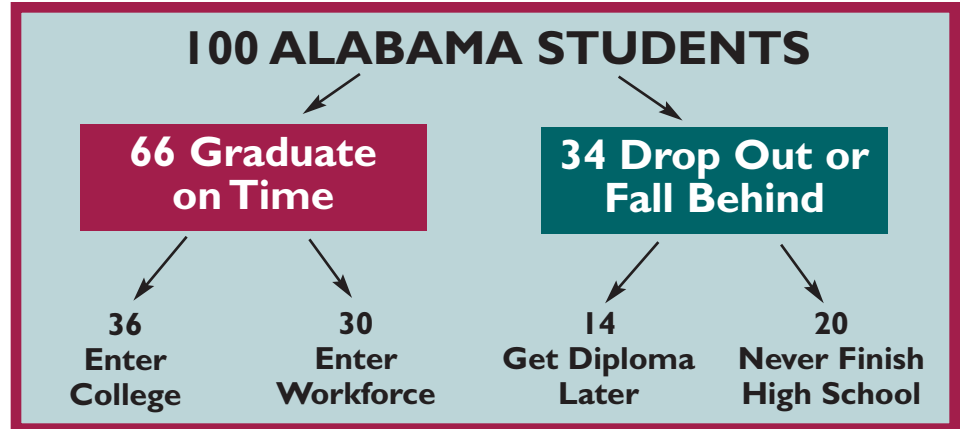 100 ALABAMA STUDENTS
66 Graduate
on Time
34 Drop Out or
Fall Behind
36
Enter
College
30
Enter
Workforce
14
Get Diploma
Later
20
Never Finish
High School